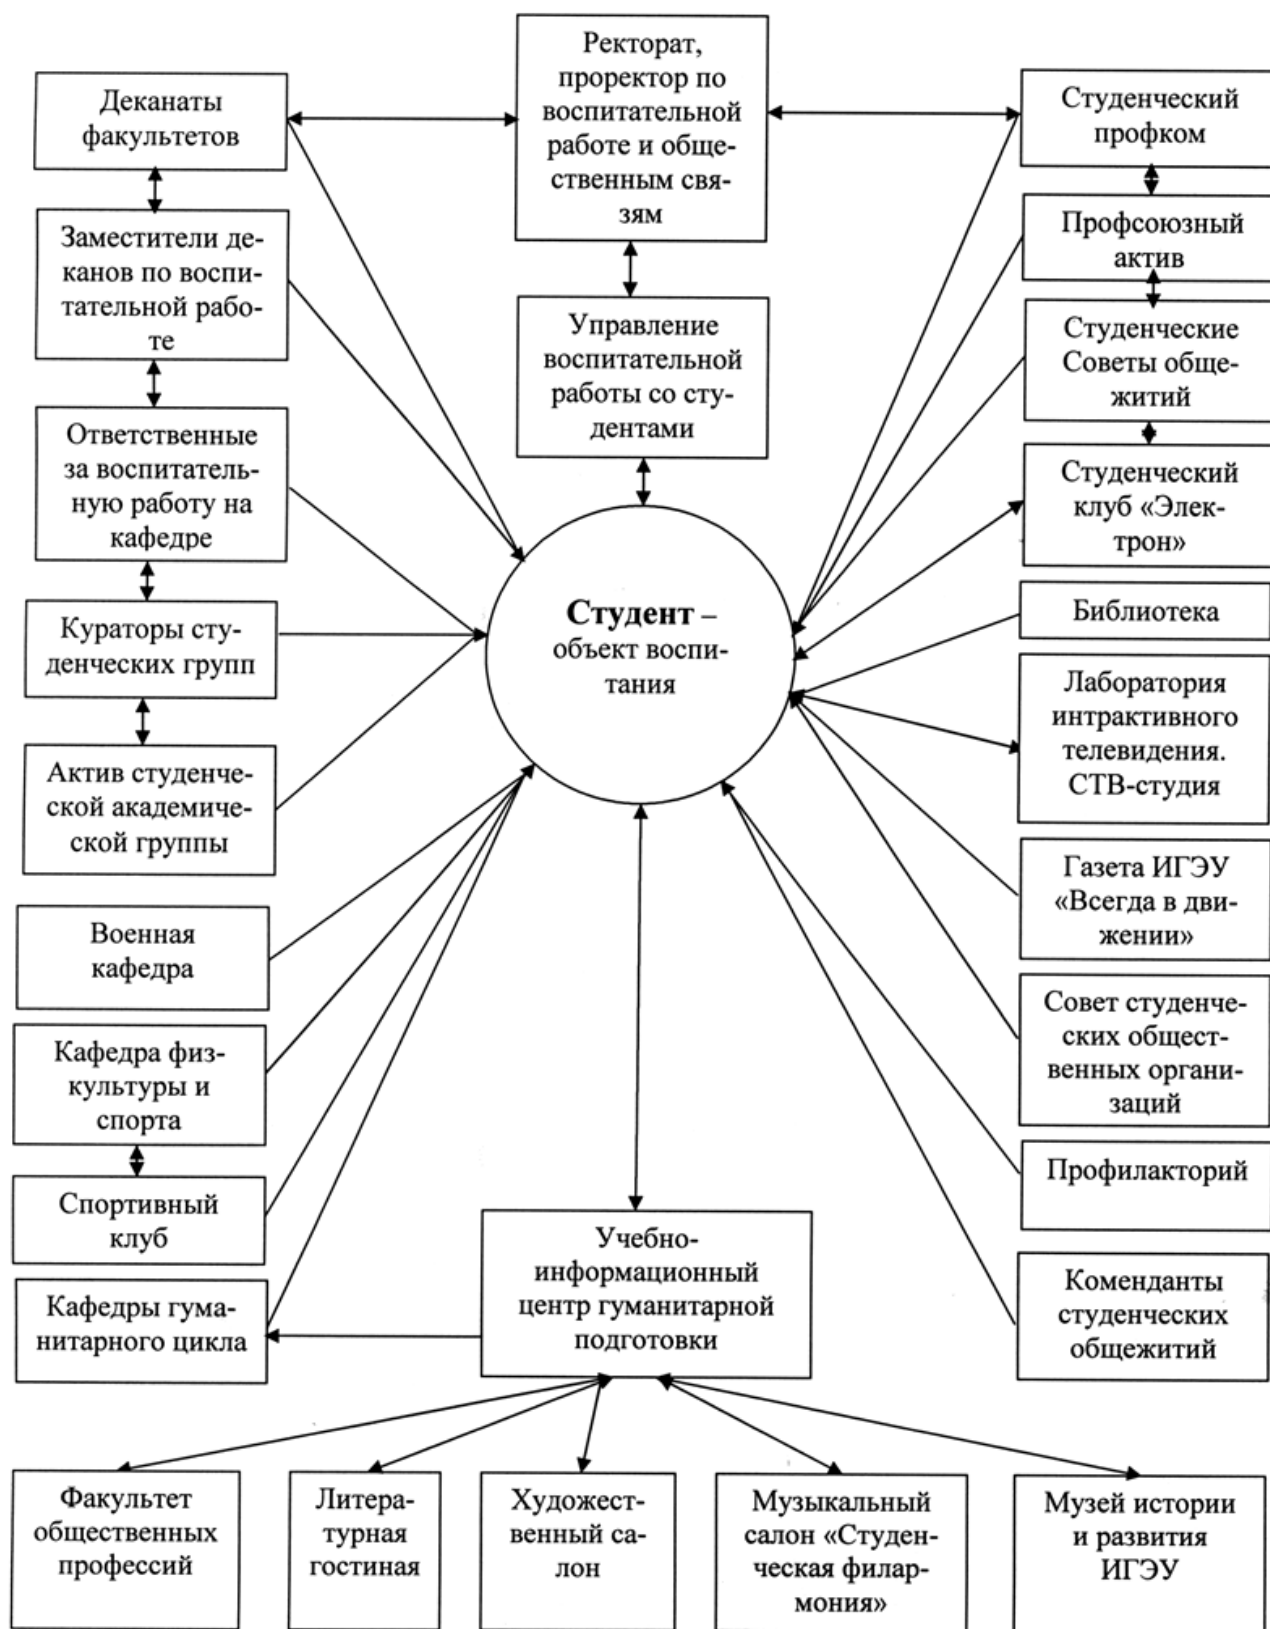 Ректорат,
проректор по
воспитательной
работе и обще-
ственным свя-
зям
Деканаты
факультетов
Студенческий
профком
Заместители де-
канов по воспи-
тательной рабо-
те
Профсоюзный
актив
Управление
воспитательной
работы со сту-
дентами
Студенческие
Советы обще-
житий
Ответственные
за воспитатель-
ную работу на
кафедре
Студенческий
клуб «Элек-
трон»
Студент –
объект воспи-
тания
Кураторы сту-
денческих групп
Библиотека
Лаборатория
интрактивного
телевидения.
СТВ-студия
Актив студенче-
ской академиче-
ской группы
Газета ИГЭУ
«Всегда в дви-
жении»
Военная
кафедра
Совет студенче-
ских общест-
венных органи-
заций
Кафедра физ-
культуры и
спорта
Профилакторий
Спортивный
клуб
Учебно-
информационный
центр гуманитарной
подготовки
Коменданты
студенческих
общежитий
Кафедры гума-
нитарного цикла
Факультет
общественных
профессий
Литера-
турная
гостиная
Художест-
венный са-
лон
Музыкальный
салон «Студен-
ческая филар-
мония»
Музей истории
и развития
ИГЭУ